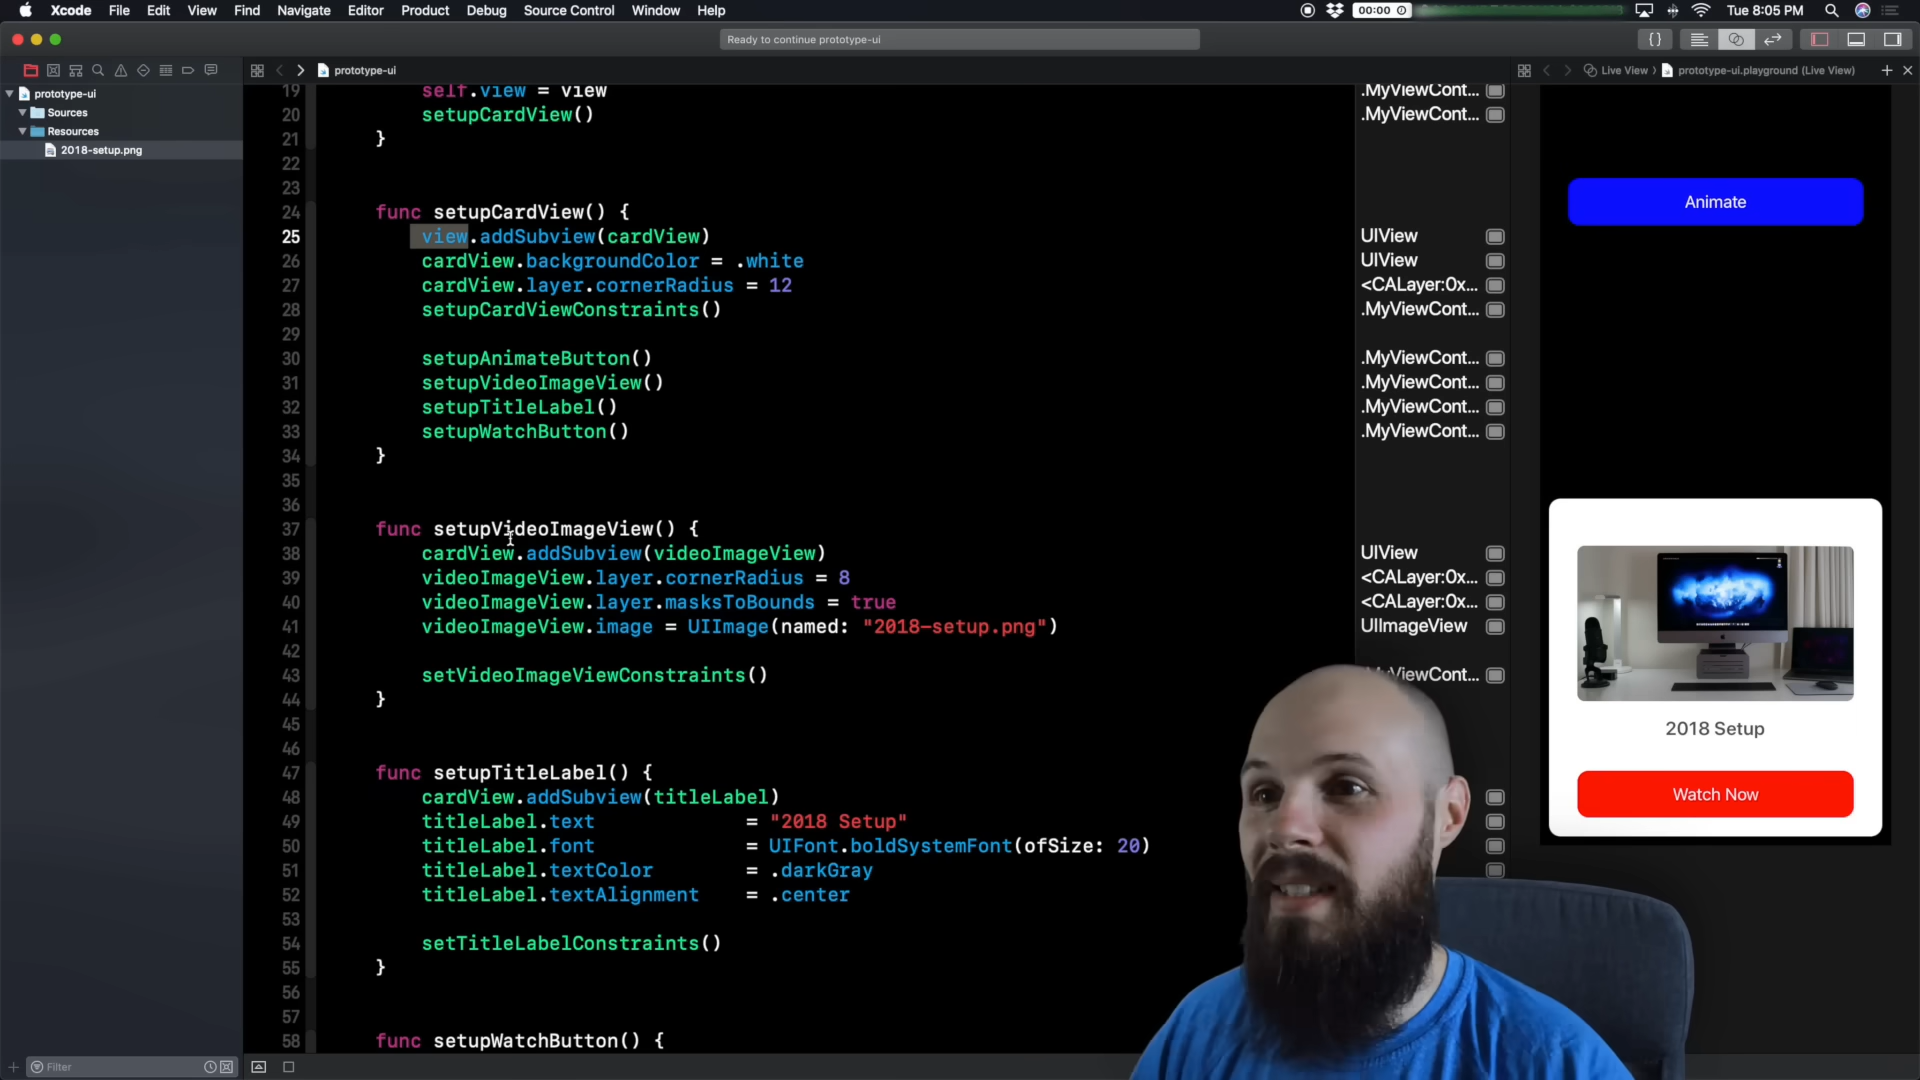 Xcode File Edit View Find Navigate Editor Product Debug Source Control Window Help
00:00
Tue 8:05 PM
Ready to continue prototype-ui
{ }
prototype-ui
Live View
prototype-ui.playground (Live View)
prototype-ui
Sources
Resources
2018-setup.png
19 self.view = view
.MyViewCont...
20 setupCardView()
.MyViewCont...
21 }
22
23
24 func setupCardView() {
25 view.addSubview(cardView)
UIView
26 cardView.backgroundColor = .white
UIView
27 cardView.layer.cornerRadius = 12
<CALayer:0x...
28 setupCardViewConstraints()
.MyViewCont...
29
30 setupAnimateButton()
.MyViewCont...
31 setupVideoImageView()
.MyViewCont...
32 setupTitleLabel()
.MyViewCont...
33 setupWatchButton()
.MyViewCont...
34 }
35
36
37 func setupVideoImageView() {
38 cardView.addSubview(videoImageView)
UIView
39 videoImageView.layer.cornerRadius = 8
<CALayer:0x...
40 videoImageView.layer.masksToBounds = true
<CALayer:0x...
41 videoImageView.image = UIImage(named: "2018-setup.png")
UIImageView
42
43 setVideoImageViewConstraints()
.MyViewCont...
44 }
45
46
47 func setupTitleLabel() {
48 cardView.addSubview(titleLabel)
49 titleLabel.text = "2018 Setup"
50 titleLabel.font = UIFont.boldSystemFont(ofSize: 20)
51 titleLabel.textColor = .darkGray
52 titleLabel.textAlignment = .center
53
54 setTitleLabelConstraints()
55 }
56
57
58 func setupWatchButton() {
Animate
2018 Setup
Watch Now
Filter